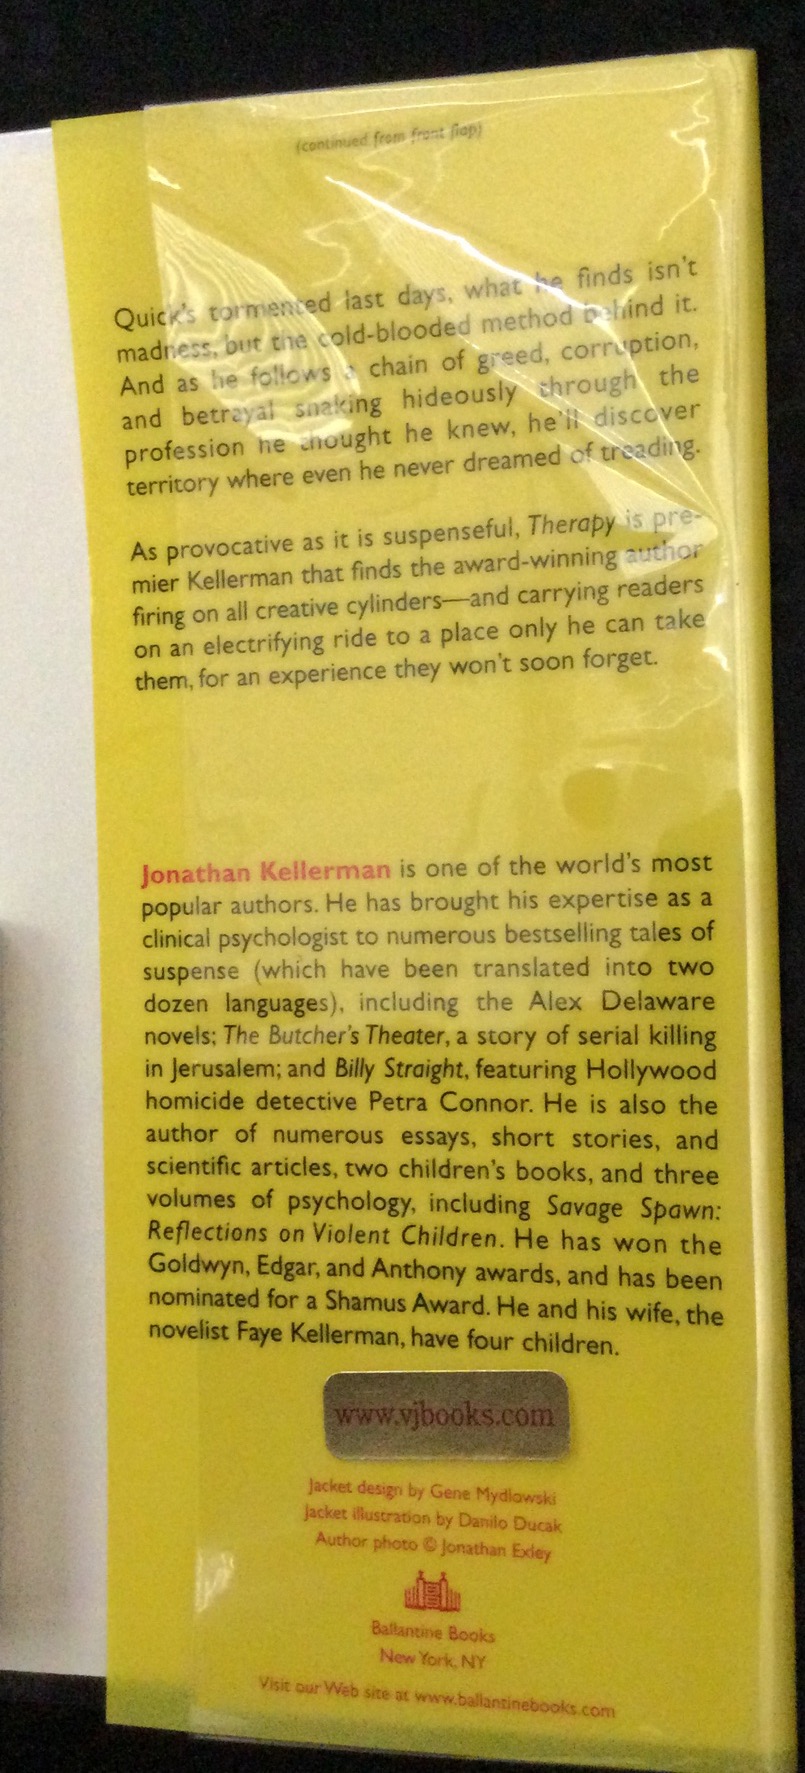 (continued from front flap)
Quick's tormented last days, what he finds isn't
madness, but the cold-blooded method behind it.
And as he follows a chain of greed, corruption,
and betrayal snaking hideously through the
profession he thought he knew, he'll discover
territory where even he never dreamed of treading.
As provocative as it is suspenseful, Therapy is pre-
mier Kellerman that finds the award-winning author
firing on all creative cylinders—and carrying readers
on an electrifying ride to a place only he can take
them, for an experience they won't soon forget.
Jonathan Kellerman is one of the world's most
popular authors. He has brought his expertise as a
clinical psychologist to numerous bestselling tales of
suspense (which have been translated into two
dozen languages), including the Alex Delaware
novels; The Butcher's Theater, a story of serial killing
in Jerusalem; and Billy Straight, featuring Hollywood
homicide detective Petra Connor. He is also the
author of numerous essays, short stories, and
scientific articles, two children's books, and three
volumes of psychology, including Savage Spawn:
Reflections on Violent Children. He has won the
Goldwyn, Edgar, and Anthony awards, and has been
nominated for a Shamus Award. He and his wife, the
novelist Faye Kellerman, have four children.
www.vjbooks.com
Jacket design by Gene Mydlowski
Jacket illustration by Danilo Ducak
Author photo © Jonathan Exley
Ballantine Books
New York, NY
Visit our Web site at www.ballantinebooks.com